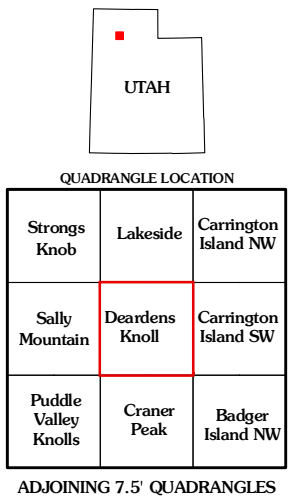 UTAH
QUADRANGLE LOCATION
Strongs
Knob
Lakeside
Carrington
Island NW
Sally
Mountain
Deardens
Knoll
Carrington
Island SW
Puddle
Valley
Knolls
Craner
Peak
Badger
Island NW
ADJOINING 7.5' QUADRANGLES